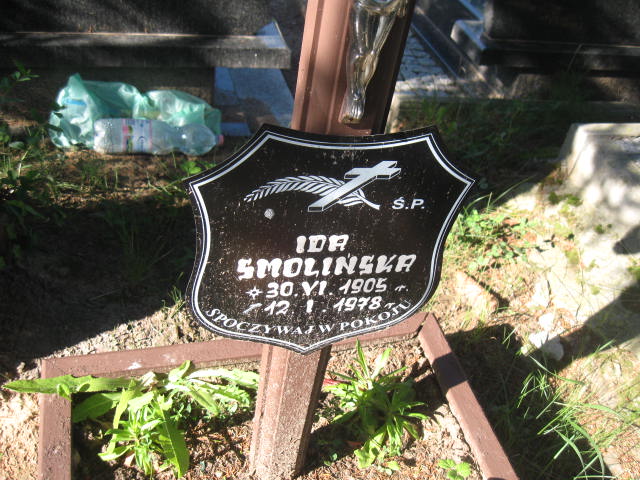 Ś.P.
IDA
SMOLIŃSKA
* 30.VI.1905 r.
† 12.I.1978 r.
SPOCZYWAJ W POKOJU